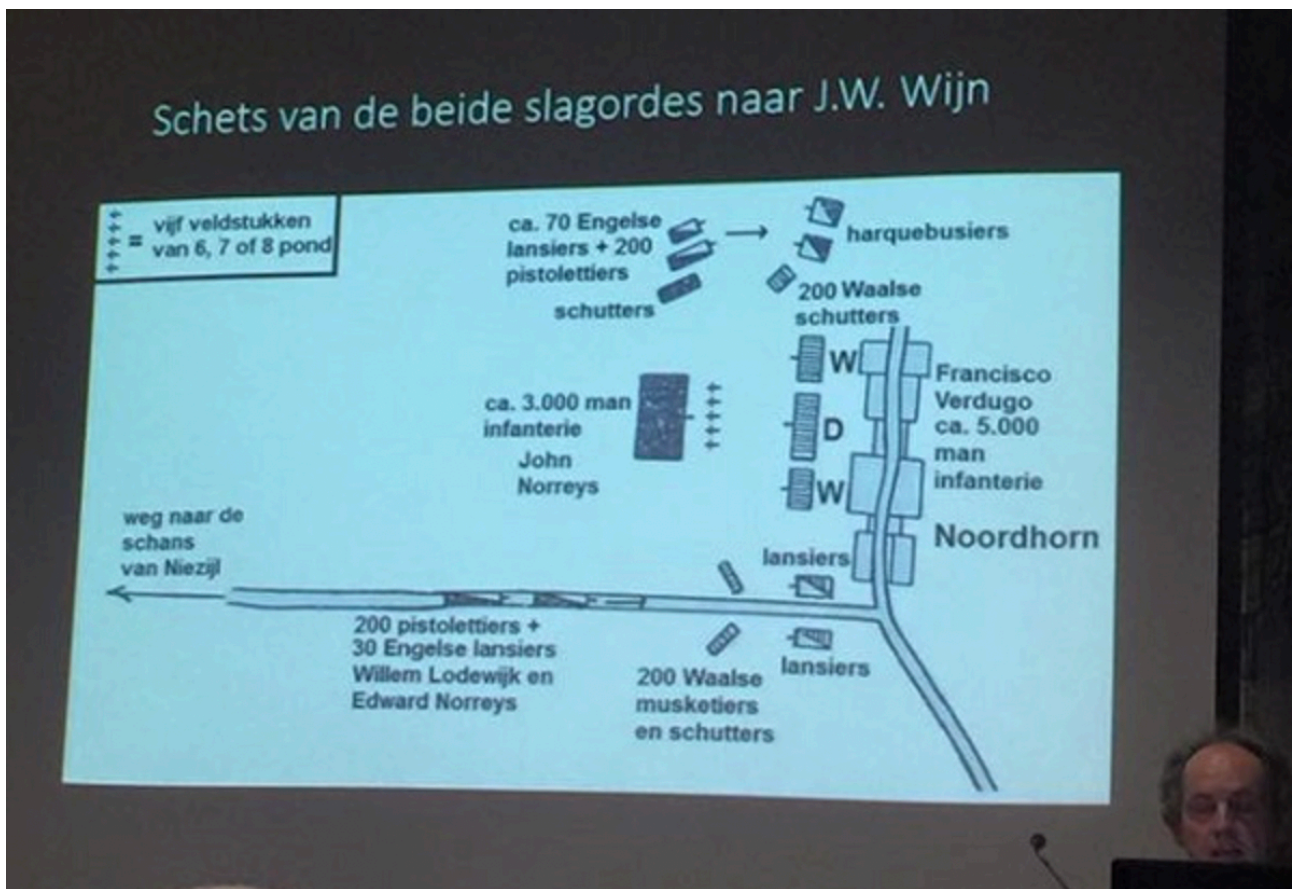 Schets van de beide slagordes naar J.W. Wijn
= vijf veldstukken
van 6, 7 of 8 pond
ca. 70 Engelse
lansiers + 200
pistolettiers
schutters
harquebusiers
200 Waalse
schutters
W
D
W
Francisco
Verdugo
ca. 5.000
man
infanterie
ca. 3.000 man
infanterie
John
Norreys
Noordhorn
weg naar de
schans
van Niezijl
lansiers
200 pistolettiers +
30 Engelse lansiers
Willem Lodewijk en
Edward Norreys
200 Waalse
musketiers
en schutters
lansiers